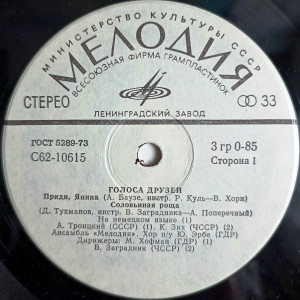 МИНИСТЕРСТВО КУЛЬТУРЫ СССР
МЕЛОДИЯ
ВСЕСОЮЗНАЯ ФИРМА ГРАМПЛАСТИНОК
СТЕРЕО
33
ЛЕНИНГРАДСКИЙ ЗАВОД
ГОСТ 5289-73
3 гр 0-85
С62-10615
Сторона 1
ГОЛОСА ДРУЗЕЙ
Приди, Янина (А. Баузе, инстр. Р. Куль—В. Хорн)
Соловьиная роща
(Д. Тухманов, инстр. В. Заградника—А. Поперечный)
На немецком языке (1)
А. Троицкий (СССР) (1). К. Зих (ЧССР) (2)
Ансамбль «Мелодия». Хор п/у Ю. Эрбе (ГДР)
Дирижеры: М. Хофман (ГДР) (1)
В. Заградник (ЧССР) (2)